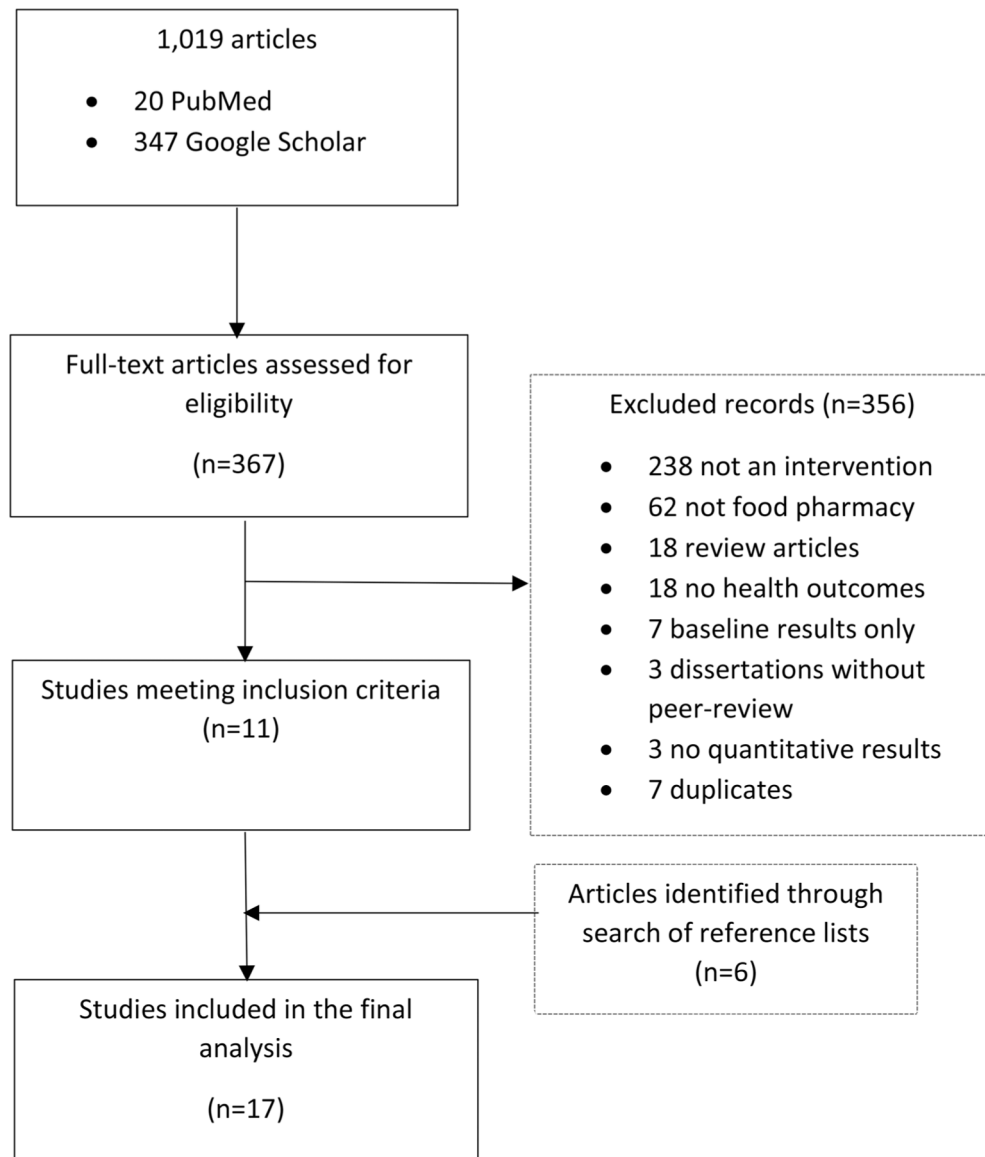 1,019 articles
• 20 PubMed
• 347 Google Scholar
Full-text articles assessed for
eligibility
(n=367)
Excluded records (n=356)
• 238 not an intervention
• 62 not food pharmacy
• 18 review articles
• 18 no health outcomes
• 7 baseline results only
• 3 dissertations without
peer-review
• 3 no quantitative results
• 7 duplicates
Studies meeting inclusion criteria
(n=11)
Articles identified through
search of reference lists
(n=6)
Studies included in the final
analysis
(n=17)